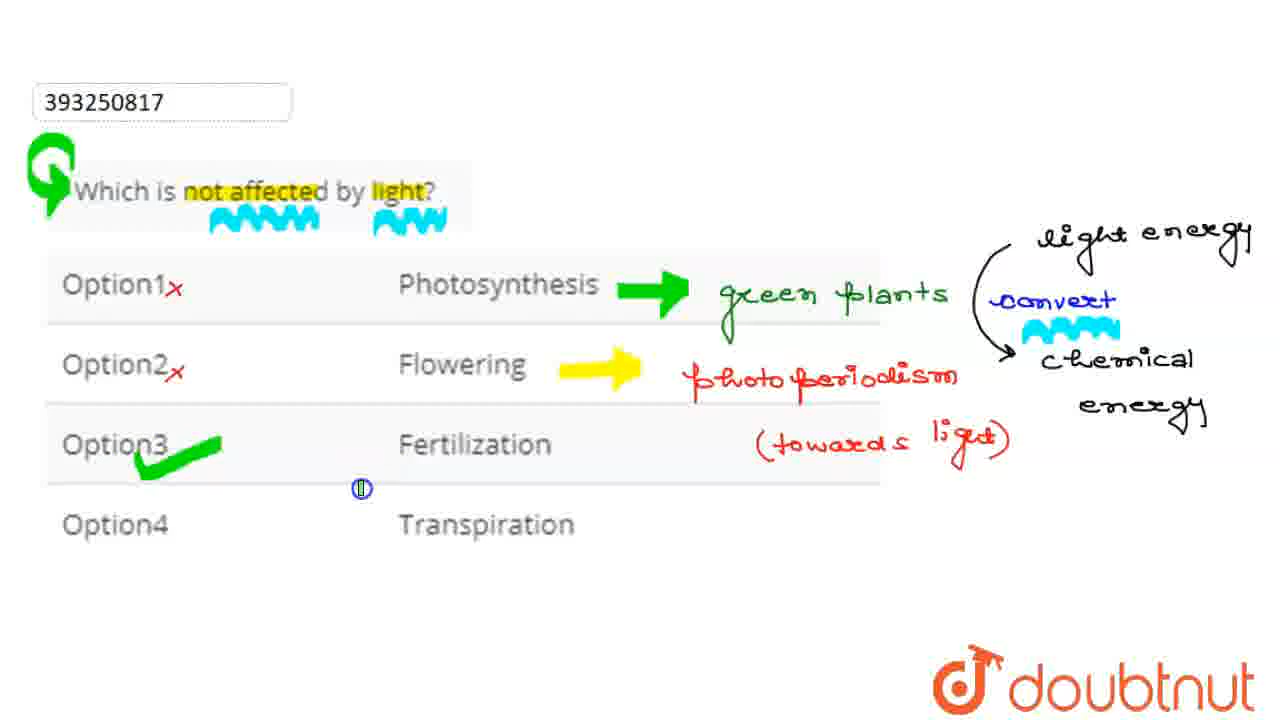 393250817
Which is not affected by light?
light energy
Option1 x Photosynthesis green plants
convert
Option2 x Flowering photoperiodism
chemical
energy
Option3 Fertilization (towards light)
Option4 Transpiration
doubtnut